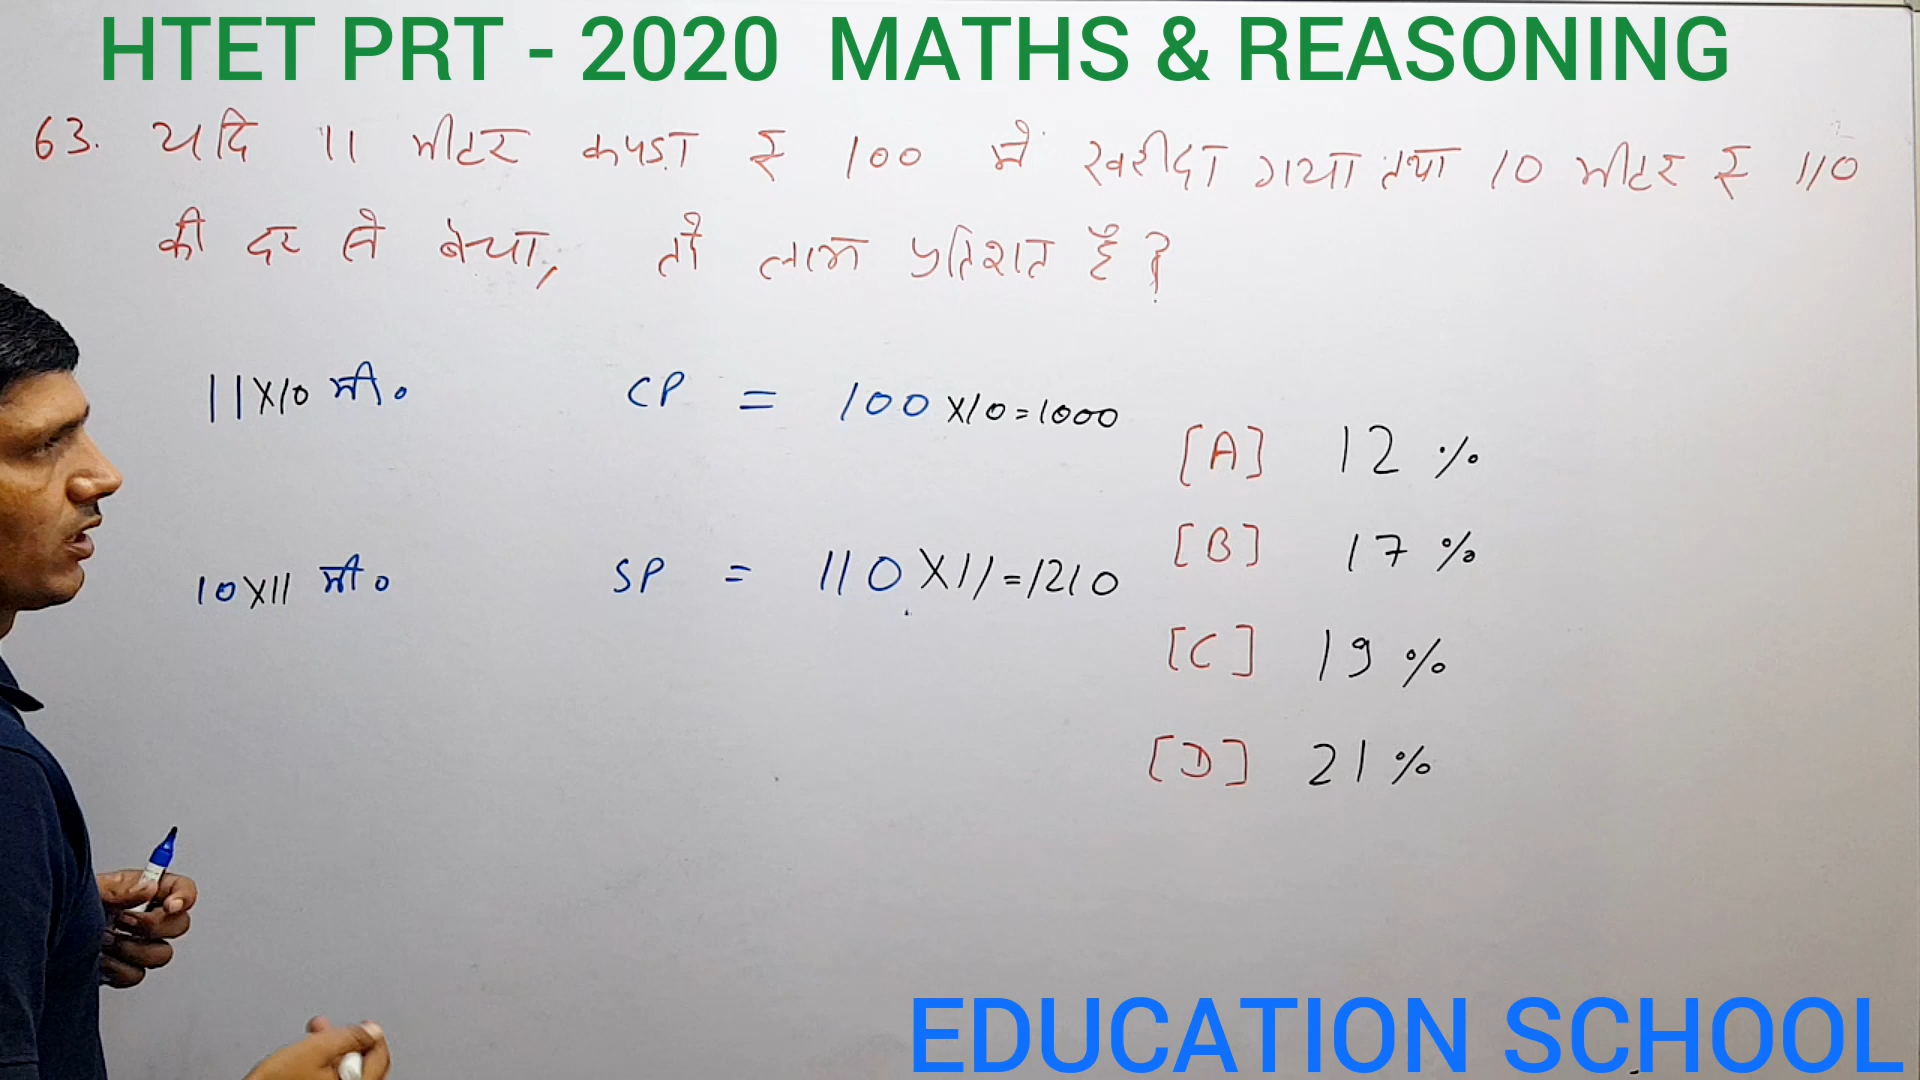 HTET PRT - 2020 MATHS & REASONING
63. यदि 11 मीटर कपड़ा ₹ 100 में खरीदा गया तथा 10 मीटर ₹ 110
की दर से बेचा, तो लाभ प्रतिशत है ?
11X10 मी० CP = 100 X10=1000
[A] 12 %
10X11 मी० SP = 110 X11=1210
[B] 17 %
[C] 19 %
[D] 21 %
EDUCATION SCHOOL